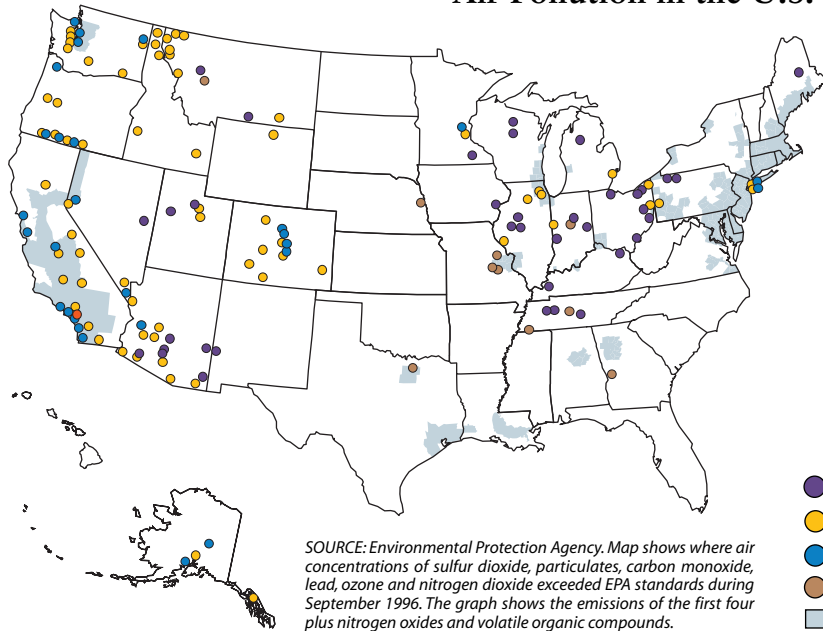 Air Pollution in the U.S.
SOURCE: Environmental Protection Agency. Map shows where air
concentrations of sulfur dioxide, particulates, carbon monoxide,
lead, ozone and nitrogen dioxide exceeded EPA standards during
September 1996. The graph shows the emissions of the first four
plus nitrogen oxides and volatile organic compounds.